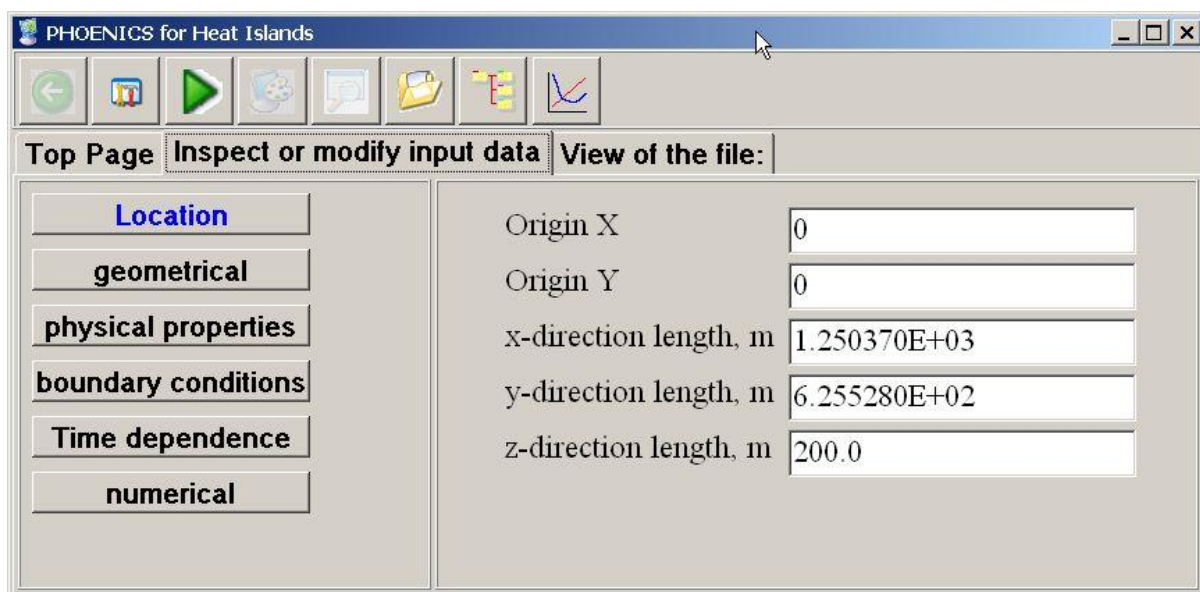 PHOENICS for Heat Islands
Top Page Inspect or modify input data View of the file:
Location
geometrical
physical properties
boundary conditions
Time dependence
numerical
Origin X 0
Origin Y 0
x-direction length, m 1.250370E+03
y-direction length, m 6.255280E+02
z-direction length, m 200.0